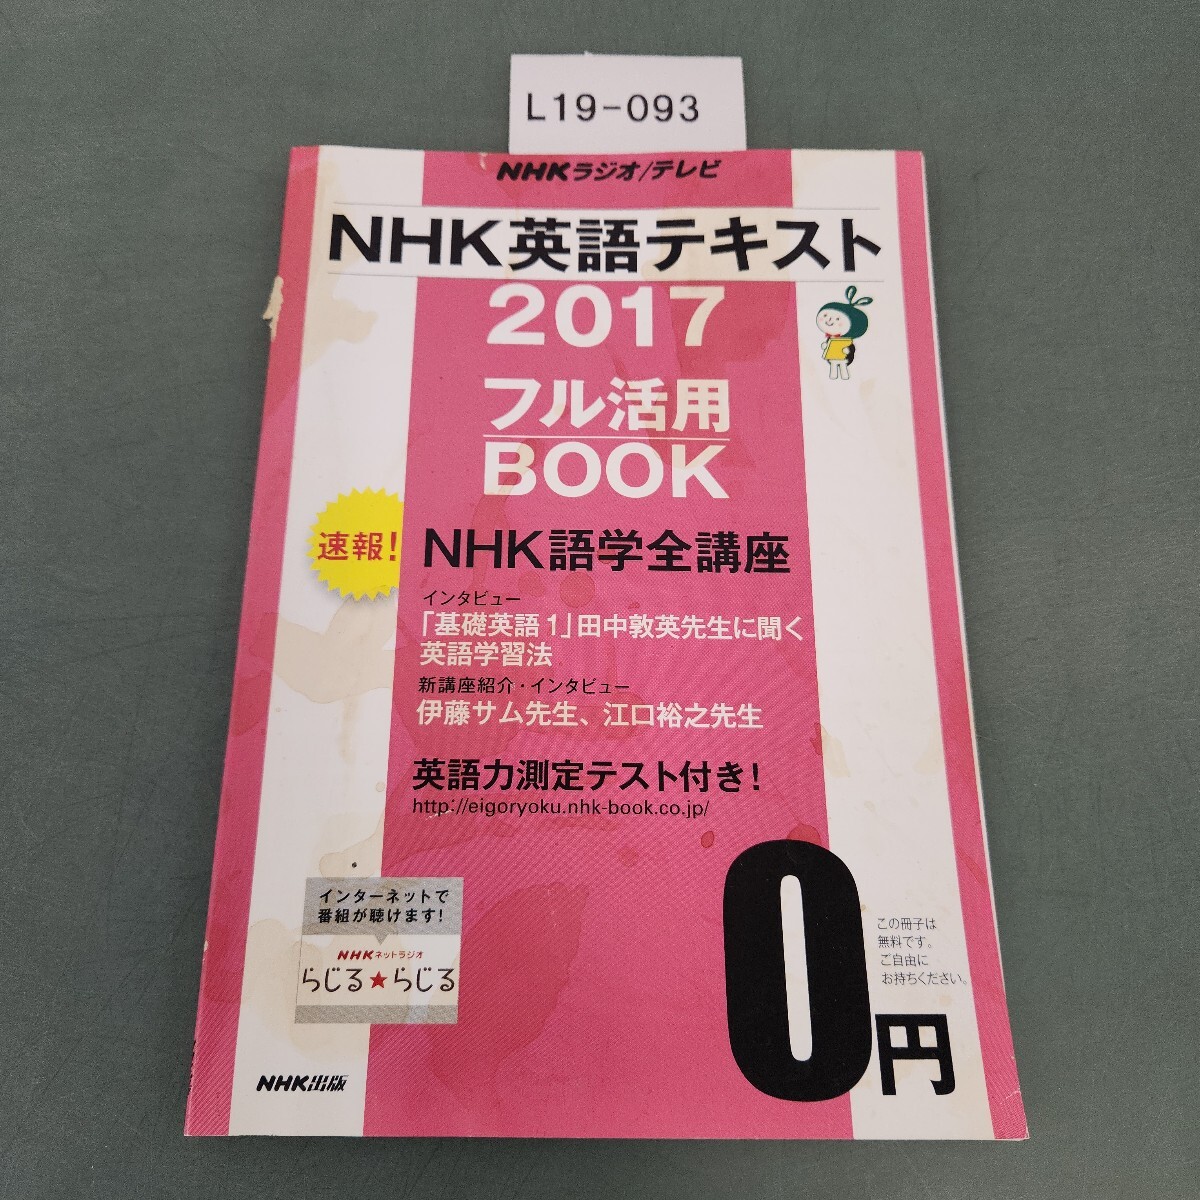 L19-093
NHKラジオ/テレビ
NHK英語テキスト
2017
フル活用
BOOK
速報!
NHK語学全講座
インタビュー
「基礎英語1」田中敦英先生に聞く
英語学習法
新講座紹介・インタビュー
伊藤サム先生、江口裕之先生
英語力測定テスト付き!
http://eigoryoku.nhk-book.co.jp/
インターネットで
番組が聴けます!
NHKネットラジオ
らじる★らじる
0円
この冊子は
無料です。
ご自由に
お持ちください。
NHK出版